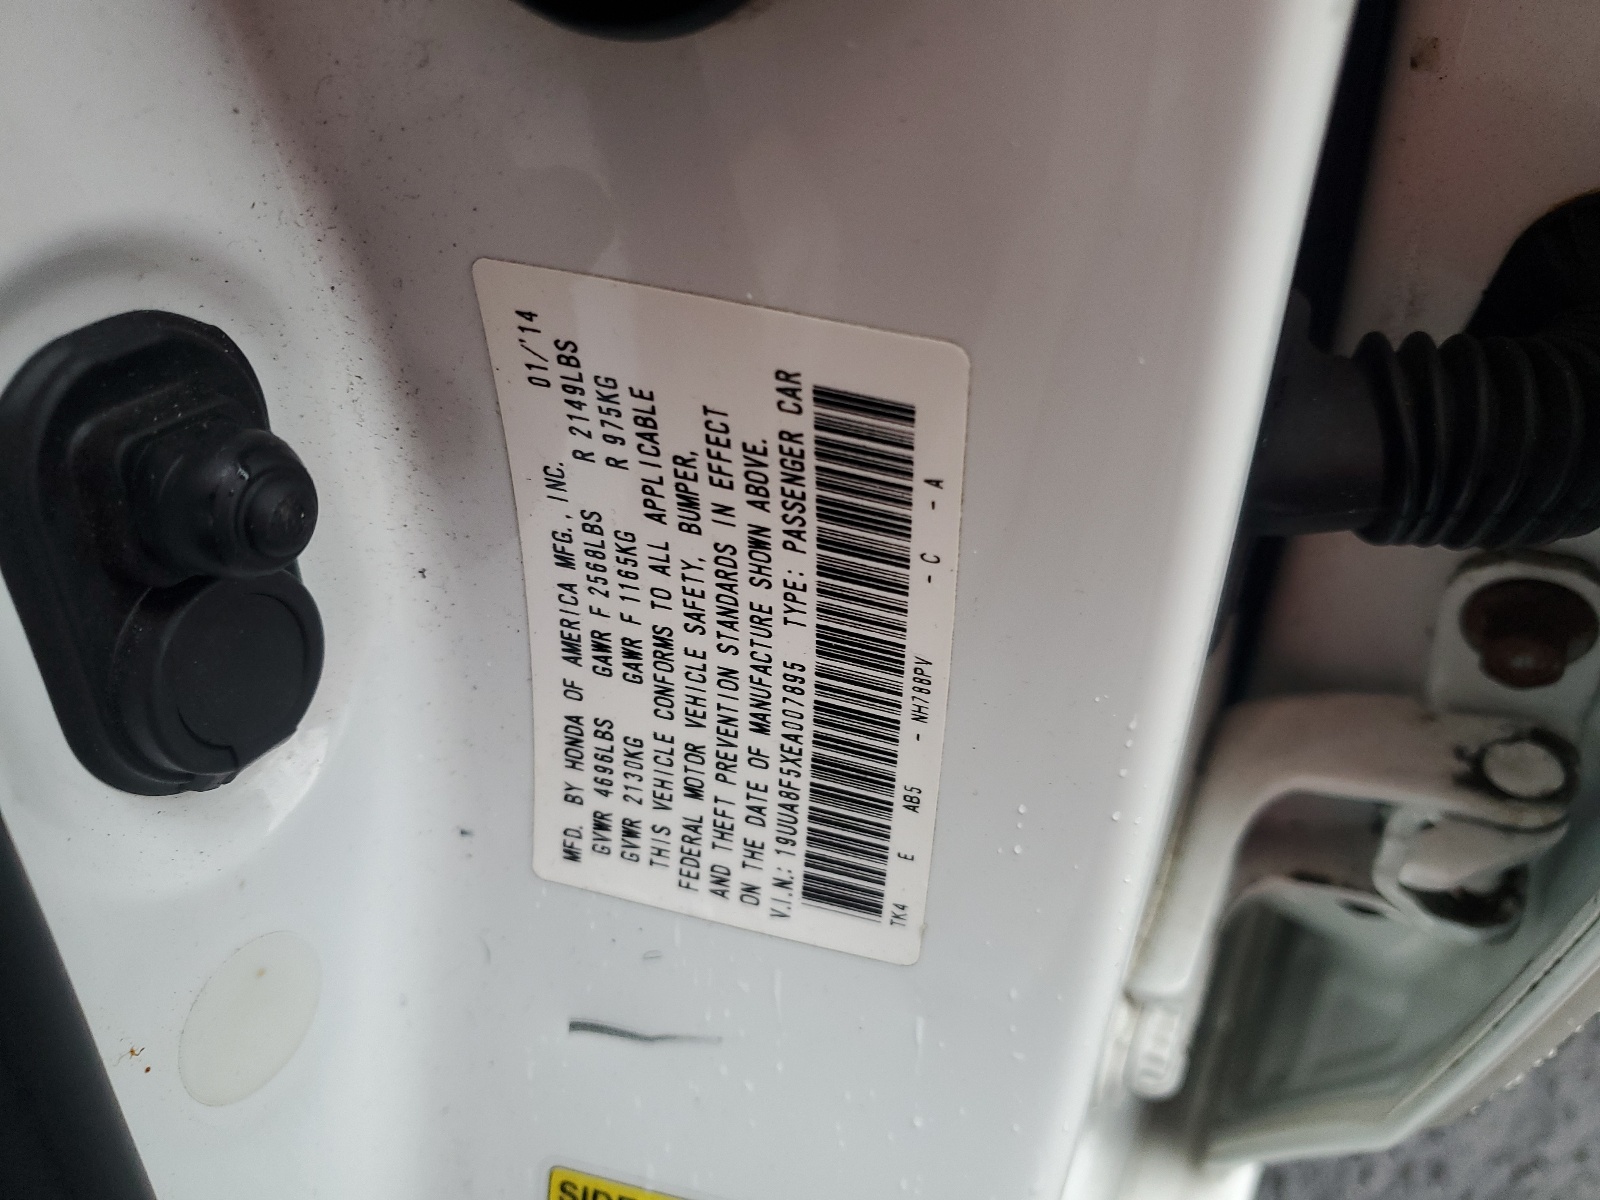 MFD. BY HONDA OF AMERICA MFG., INC. 01/'14
GVWR 4696LBS GAWR F 2568LBS R 2149LBS
GVWR 2130KG GAWR F 1165KG R 975KG
THIS VEHICLE CONFORMS TO ALL APPLICABLE
FEDERAL MOTOR VEHICLE SAFETY, BUMPER,
AND THEFT PREVENTION STANDARDS IN EFFECT
ON THE DATE OF MANUFACTURE SHOWN ABOVE.
V.I.N.: 19UUA8F5XEA007895 TYPE: PASSENGER CAR
TK4 E AB5 - NH788PV - C - A
SIDE